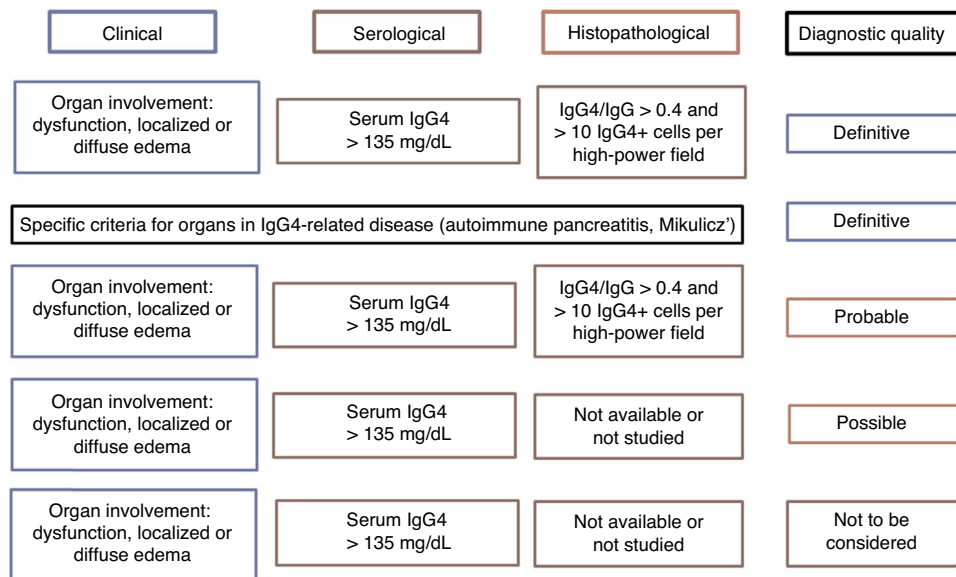 Clinical
Serological
Histopathological
Diagnostic quality
Organ involvement:
dysfunction, localized or
diffuse edema
Serum IgG4
> 135 mg/dL
IgG4/IgG > 0.4 and
> 10 IgG4+ cells per
high-power field
Definitive
Specific criteria for organs in IgG4-related disease (autoimmune pancreatitis, Mikulicz’)
Definitive
Organ involvement:
dysfunction, localized or
diffuse edema
Serum IgG4
> 135 mg/dL
IgG4/IgG > 0.4 and
> 10 IgG4+ cells per
high-power field
Probable
Organ involvement:
dysfunction, localized or
diffuse edema
Serum IgG4
> 135 mg/dL
Not available or
not studied
Possible
Organ involvement:
dysfunction, localized or
diffuse edema
Serum IgG4
> 135 mg/dL
Not available or
not studied
Not to be
considered